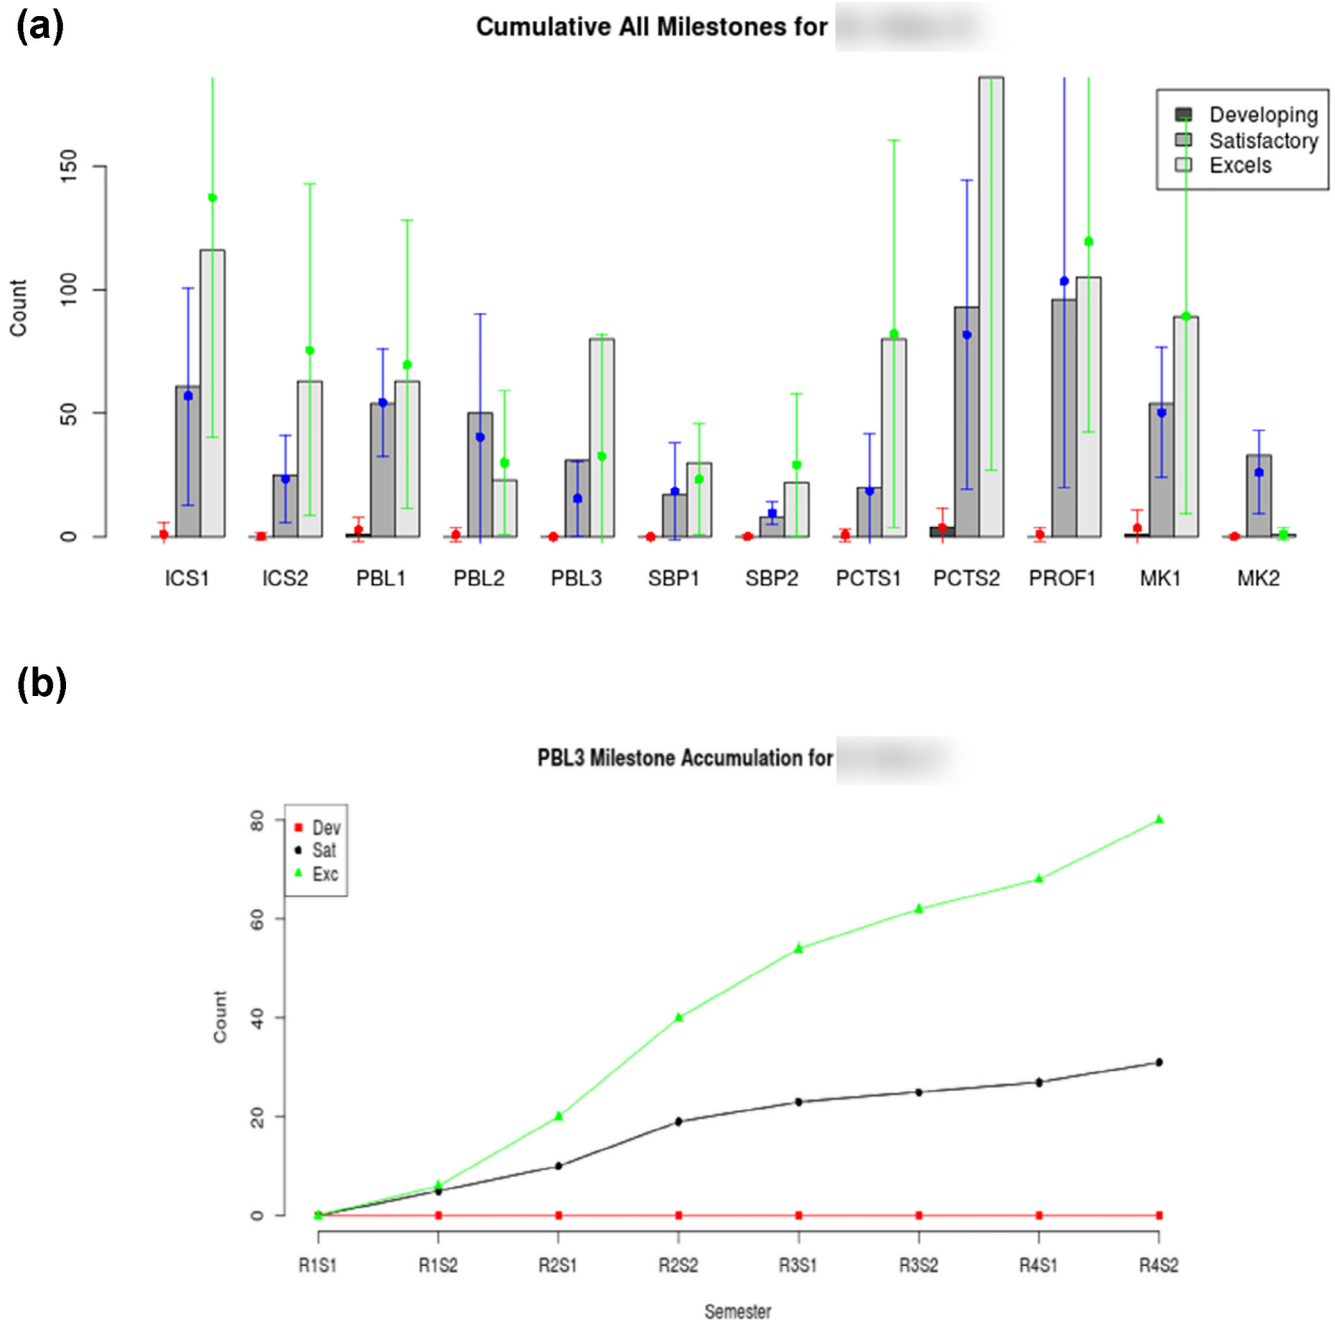 (a)
Cumulative All Milestones for
Developing
Satisfactory
Excels
Count
150
100
50
0
ICS1 ICS2 PBL1 PBL2 PBL3 SBP1 SBP2 PCTS1 PCTS2 PROF1 MK1 MK2
(b)
PBL3 Milestone Accumulation for
Dev
Sat
Exc
Count
80
60
40
20
0
R1S1 R1S2 R2S1 R2S2 R3S1 R3S2 R4S1 R4S2
Semester